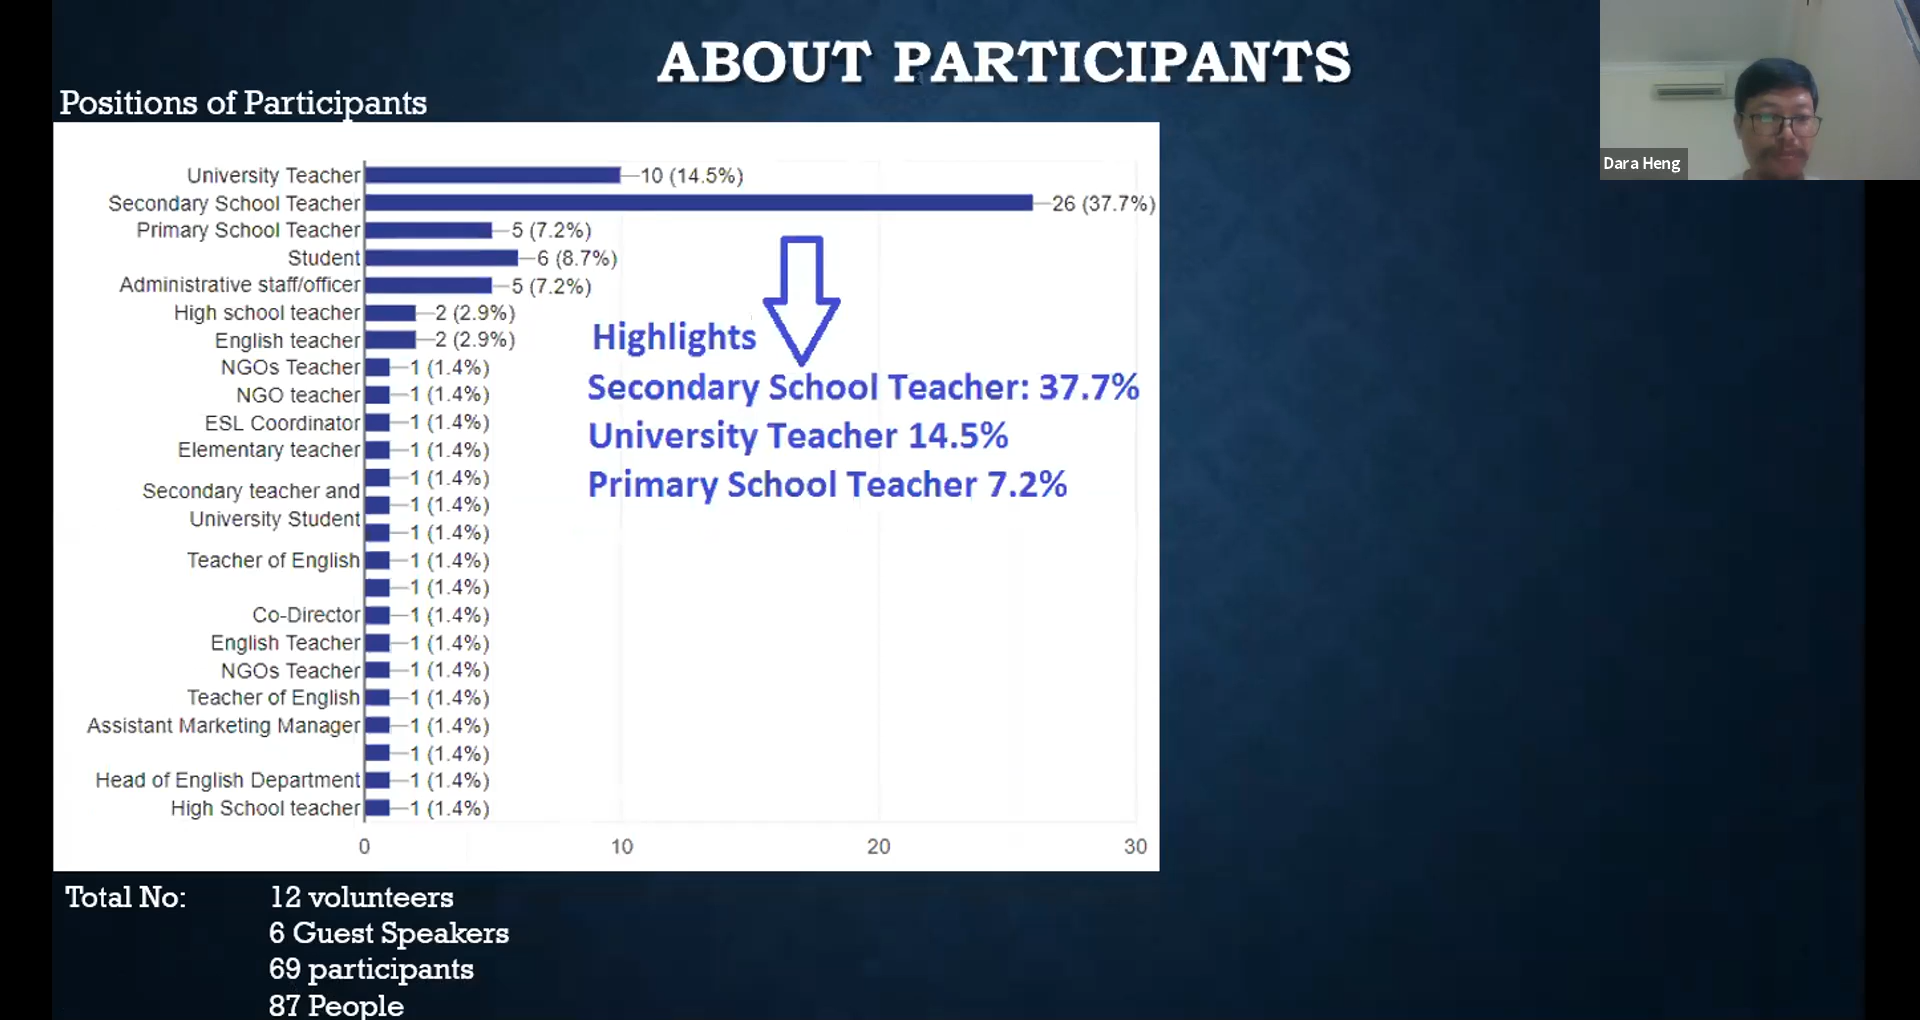 ABOUT PARTICIPANTS
Dara Heng
Positions of Participants
University Teacher 10 (14.5%)
Secondary School Teacher 26 (37.7%)
Primary School Teacher 5 (7.2%)
Student 6 (8.7%)
Administrative staff/officer 5 (7.2%)
High school teacher 2 (2.9%)
English teacher 2 (2.9%)
NGOs Teacher 1 (1.4%)
NGO teacher 1 (1.4%)
ESL Coordinator 1 (1.4%)
Elementary teacher 1 (1.4%)
1 (1.4%)
Secondary teacher and
1 (1.4%)
University Student
1 (1.4%)
Teacher of English 1 (1.4%)
1 (1.4%)
Co-Director 1 (1.4%)
English Teacher 1 (1.4%)
NGOs Teacher 1 (1.4%)
Teacher of English 1 (1.4%)
Assistant Marketing Manager 1 (1.4%)
1 (1.4%)
Head of English Department 1 (1.4%)
High School teacher 1 (1.4%)
0 10 20 30
Highlights
Secondary School Teacher: 37.7%
University Teacher 14.5%
Primary School Teacher 7.2%
Total No: 12 volunteers
6 Guest Speakers
69 participants
87 People